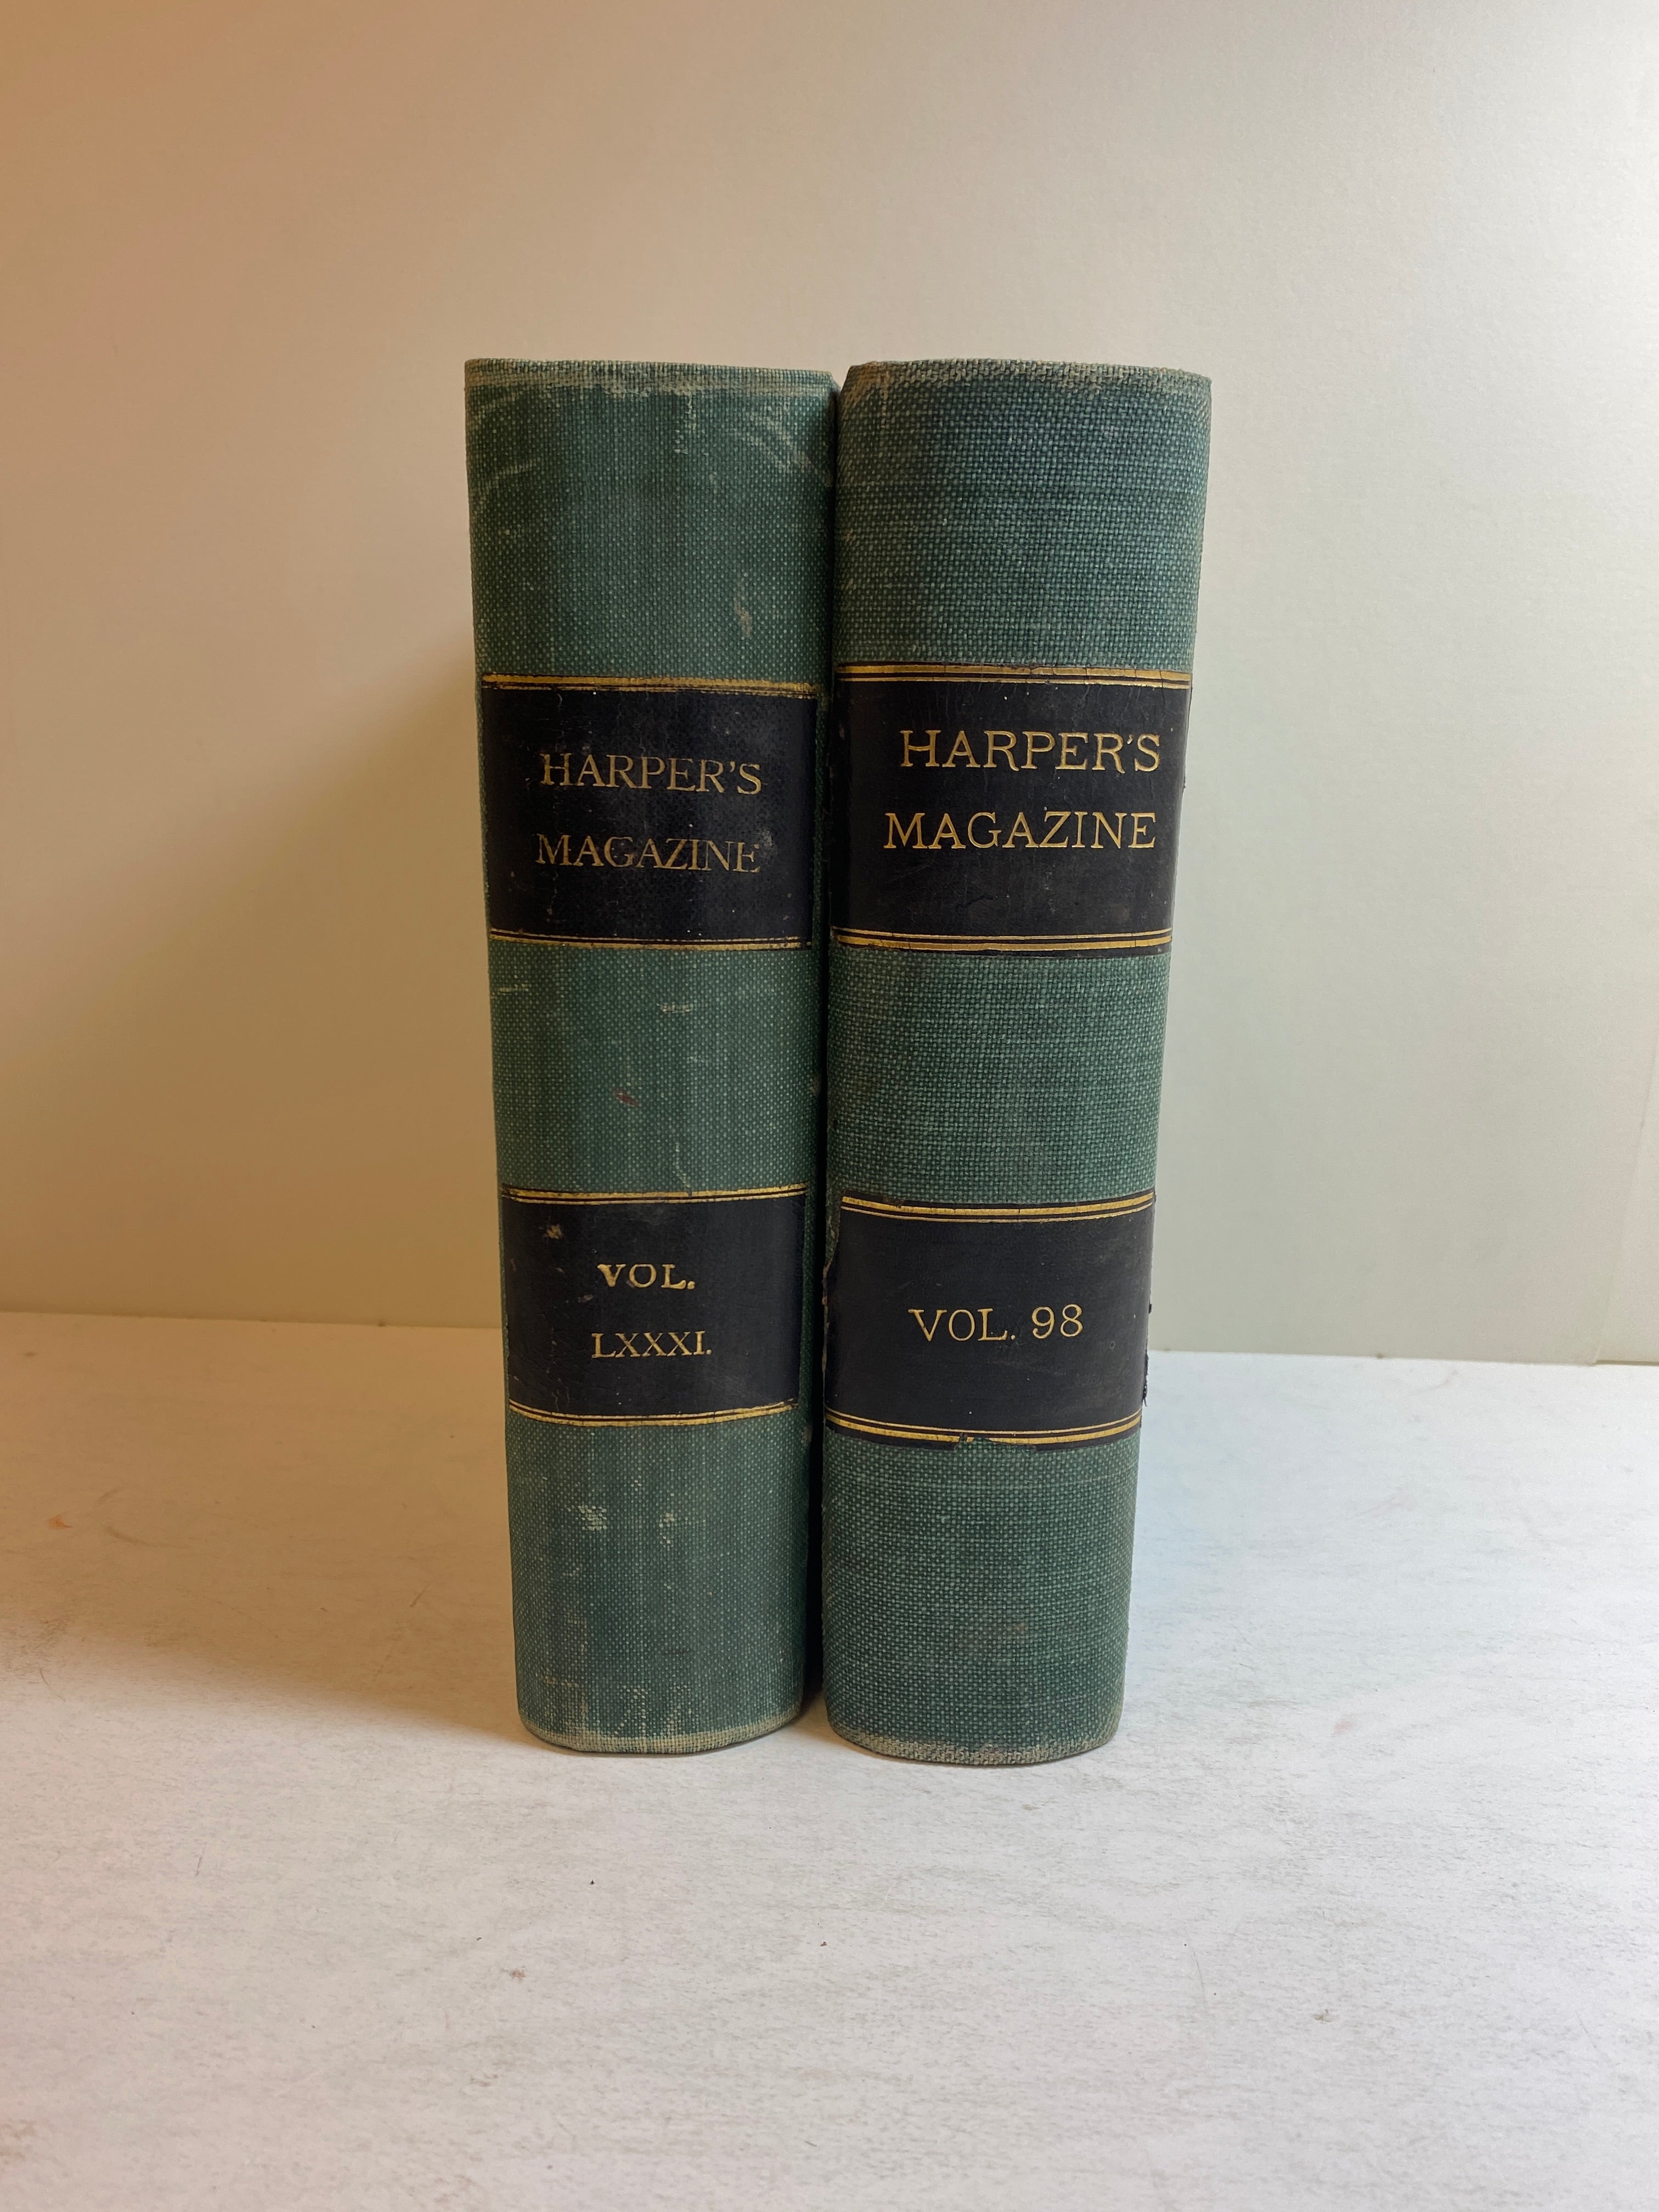 HARPER'S
MAGAZINE
VOL.
LXXXI.
HARPER'S
MAGAZINE
VOL. 98